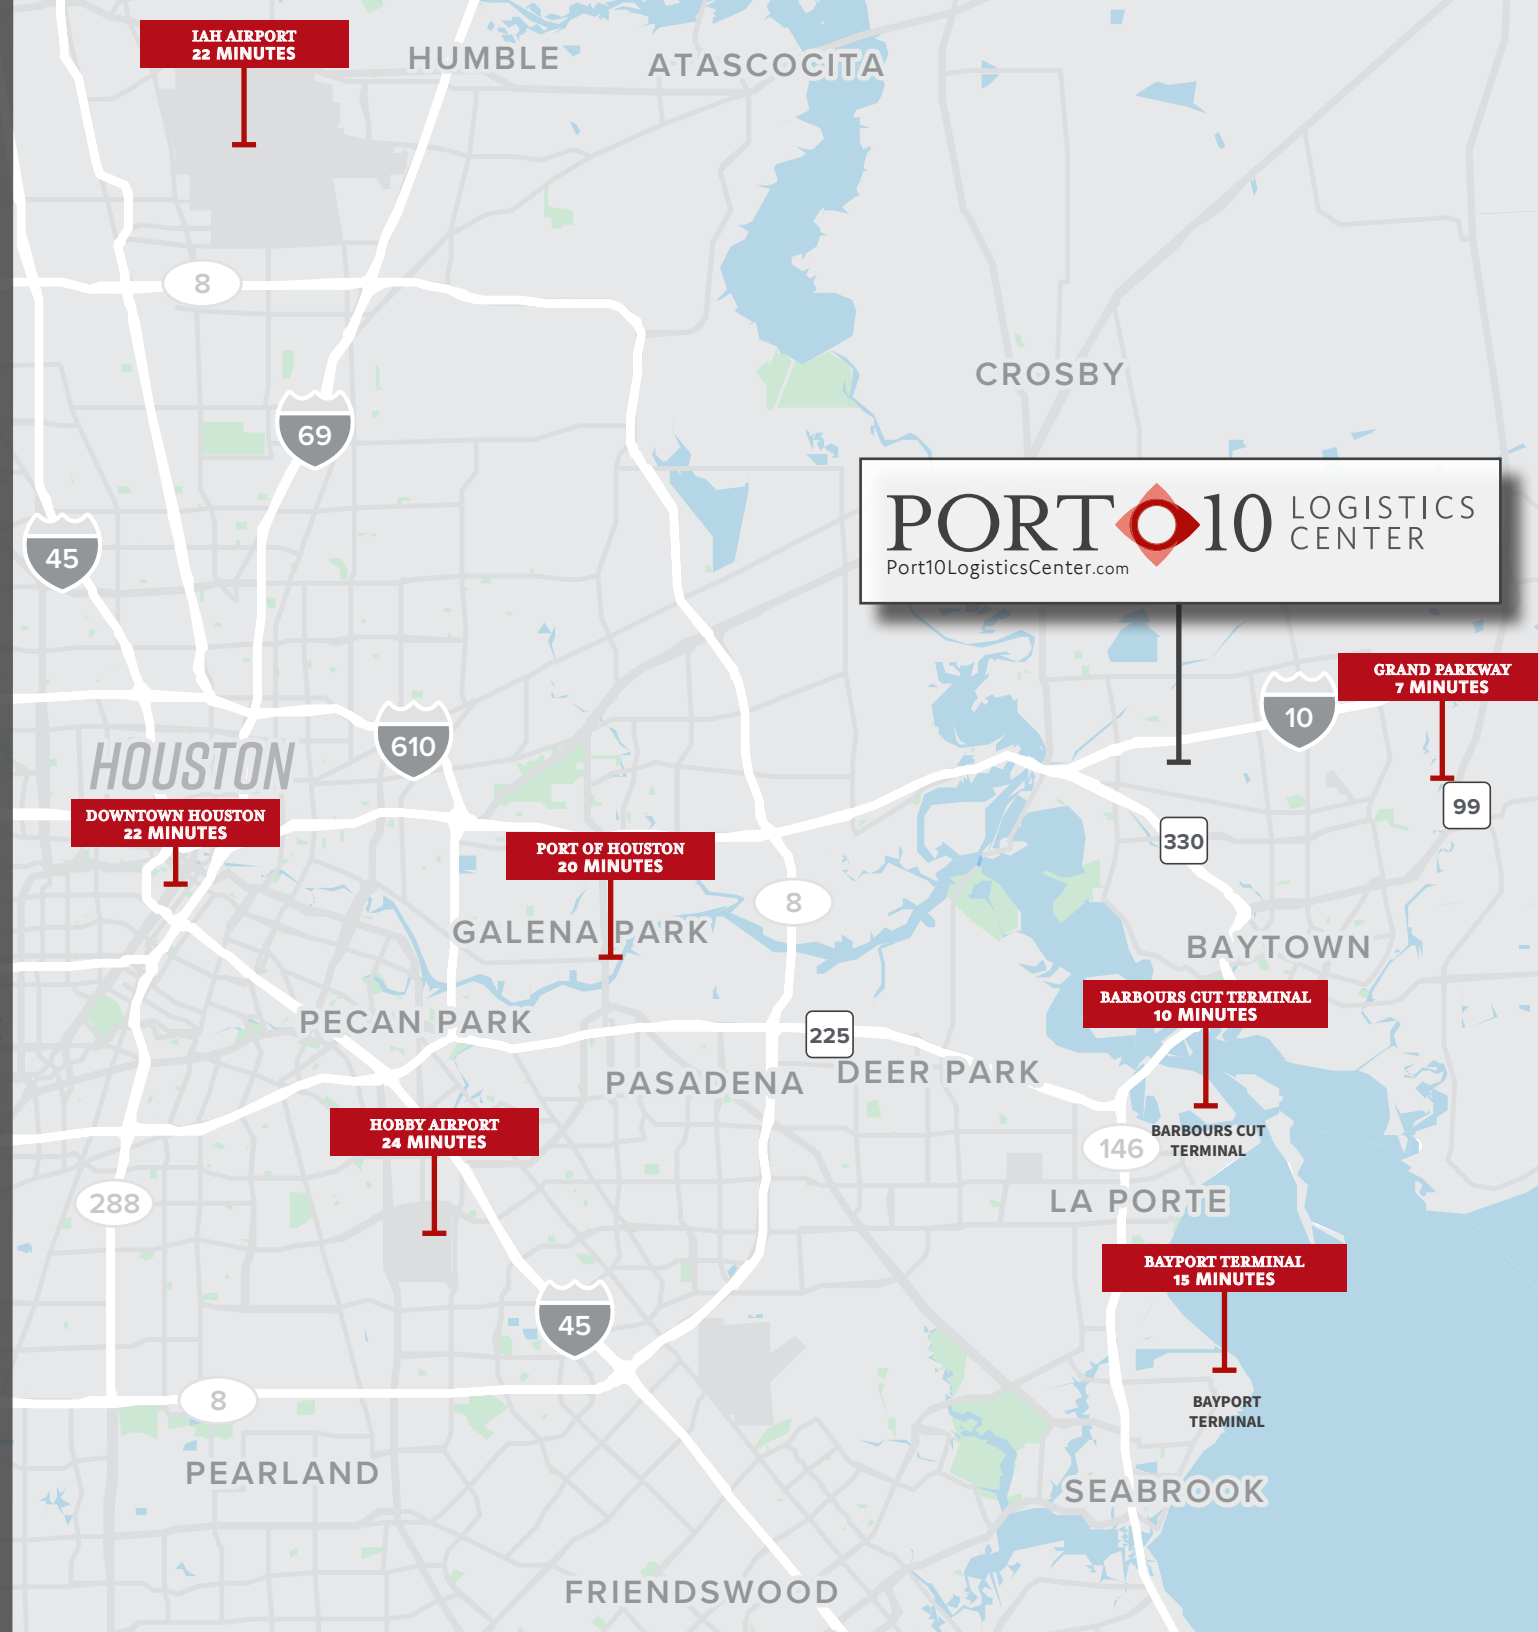 IAH AIRPORT
22 MINUTES
HUMBLE
ATASCOCITA
8
CROSBY
69
PORT 10 LOGISTICS
CENTER
Port10LogisticsCenter.com
45
GRAND PARKWAY
7 MINUTES
10
610
HOUSTON
99
DOWNTOWN HOUSTON
22 MINUTES
330
PORT OF HOUSTON
20 MINUTES
8
GALENA PARK
BAYTOWN
BARBOURS CUT TERMINAL
10 MINUTES
PECAN PARK
225
DEER PARK
PASADENA
HOBBY AIRPORT
24 MINUTES
BARBOURS CUT
TERMINAL
146
288
LA PORTE
BAYPORT TERMINAL
15 MINUTES
45
8
BAYPORT
TERMINAL
PEARLAND
SEABROOK
FRIENDSWOOD